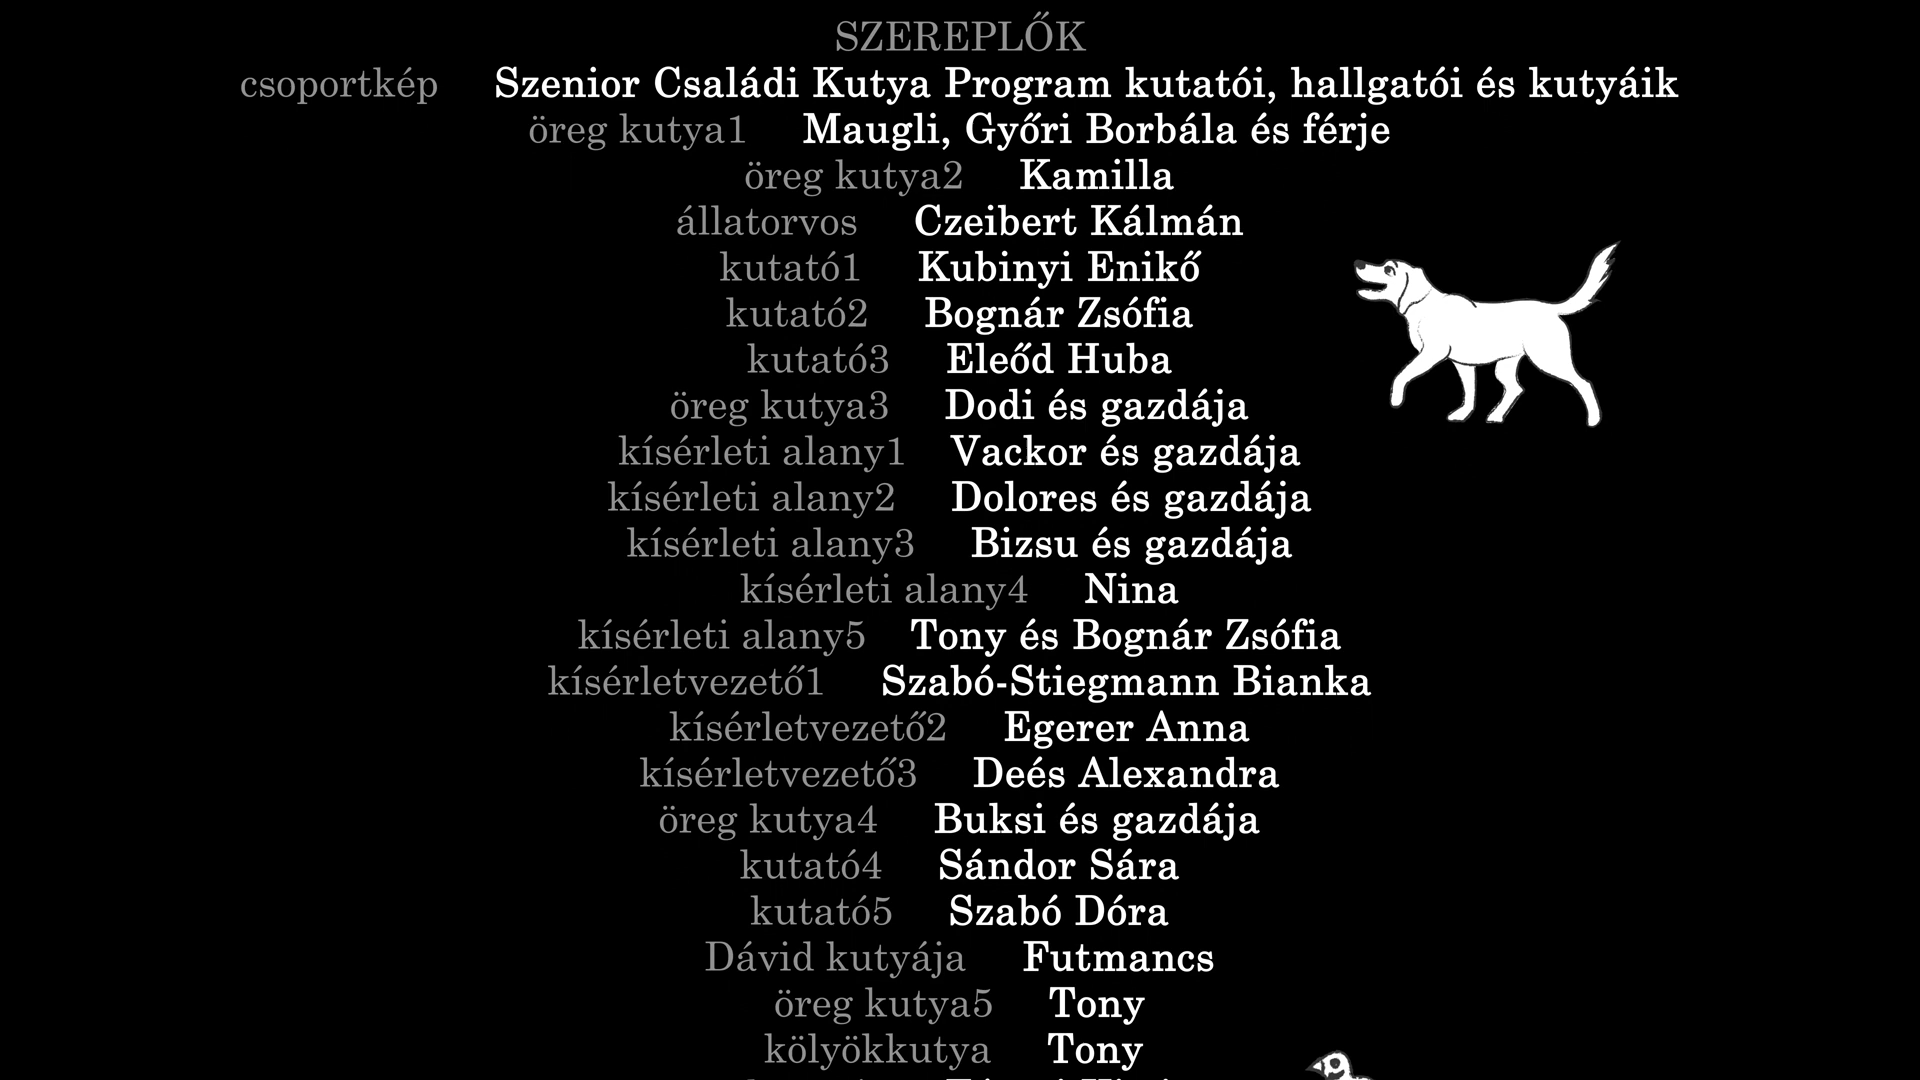 SZEREPLŐK
csoportkép Szenior Családi Kutya Program kutatói, hallgatói és kutyáik
öreg kutya1 Maugli, Győri Borbála és férje
öreg kutya2 Kamilla
állatorvos Czeibert Kálmán
kutató1 Kubinyi Enikő
kutató2 Bognár Zsófia
kutató3 Eleőd Huba
öreg kutya3 Dodi és gazdája
kísérleti alany1 Vackor és gazdája
kísérleti alany2 Dolores és gazdája
kísérleti alany3 Bizsu és gazdája
kísérleti alany4 Nina
kísérleti alany5 Tony és Bognár Zsófia
kísérletvezető1 Szabó-Stiegmann Bianka
kísérletvezető2 Egerer Anna
kísérletvezető3 Deés Alexandra
öreg kutya4 Buksi és gazdája
kutató4 Sándor Sára
kutató5 Szabó Dóra
Dávid kutyája Futmancs
öreg kutya5 Tony
kölyökkutya Tony